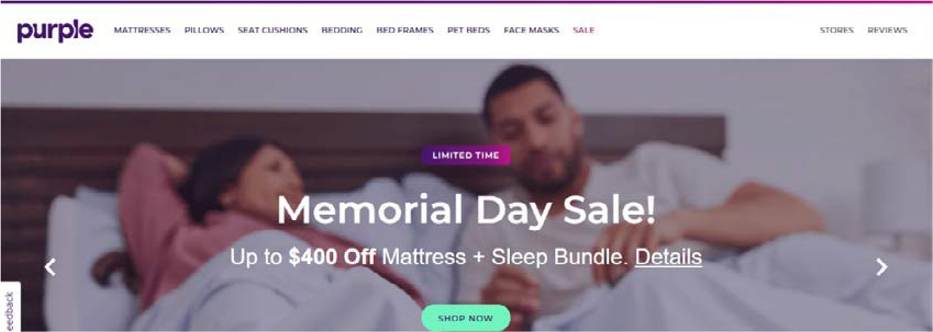 purple MATTRESSES PILLOWS SEAT CUSHIONS BEDDING BED FRAMES PET BEDS FACE MASKS SALE STORES REVIEWS
LIMITED TIME
Memorial Day Sale!
Up to $400 Off Mattress + Sleep Bundle. Details
SHOP NOW
eedback